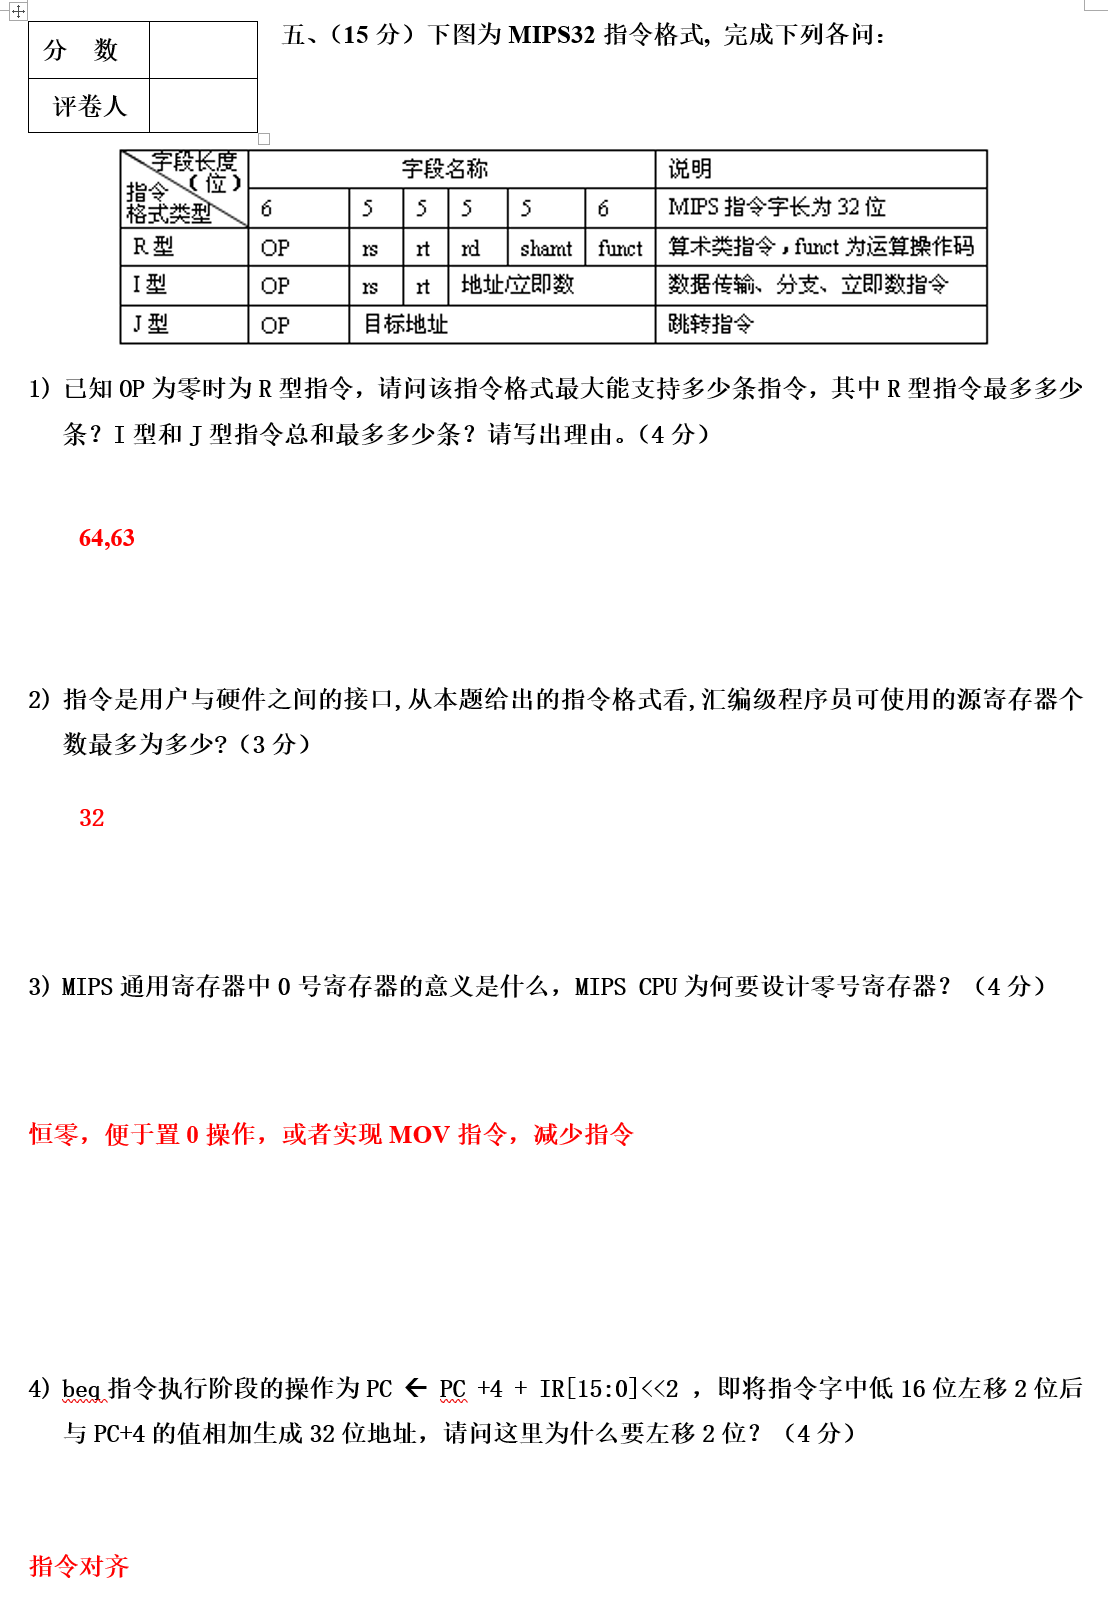 分 数
评卷人
五、（15 分）下图为 MIPS32 指令格式, 完成下列各问：
字段长度
（位）
指令
格式类型
字段名称 说明
6 5 5 5 5 6 MIPS 指令字长为 32 位
R 型 OP rs rt rd shamt funct 算术类指令，funct 为运算操作码
I 型 OP rs rt 地址/立即数 数据传输、分支、立即数指令
J 型 OP 目标地址 跳转指令
1) 已知 OP 为零时为 R 型指令，请问该指令格式最大能支持多少条指令，其中 R 型指令最多多少
条？I 型和 J 型指令总和最多多少条？请写出理由。（4 分）
64,63
2) 指令是用户与硬件之间的接口, 从本题给出的指令格式看, 汇编级程序员可使用的源寄存器个
数最多为多少?（3 分）
32
3) MIPS 通用寄存器中 0 号寄存器的意义是什么，MIPS CPU 为何要设计零号寄存器？（4 分）
恒零，便于置 0 操作，或者实现 MOV 指令，减少指令
4) beq 指令执行阶段的操作为 PC ← PC +4 + IR[15:0]<<2 ，即将指令字中低 16 位左移 2 位后
与 PC+4 的值相加生成 32 位地址，请问这里为什么要左移 2 位？（4 分）
指令对齐